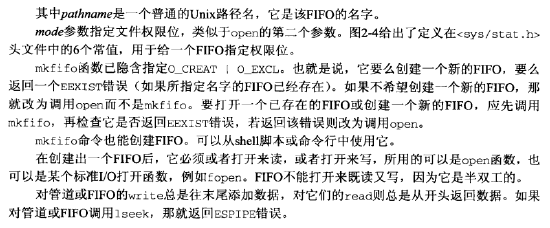 其中pathname是一个普通的Unix路径名，它是该FIFO的名字。
mode参数指定文件权限位，类似于open的第二个参数。图2-4给出了定义在<sys/stat.h>
头文件中的6个常值，用于给一个FIFO指定权限位。
mkfifo函数已隐含指定O_CREAT | O_EXCL。也就是说，它要么创建一个新的FIFO，要么
返回一个EEXIST错误（如果所指定名字的FIFO已经存在）。如果不希望创建一个新的FIFO，那
就改为调用open而不是mkfifo。要打开一个已存在的FIFO或创建一个新的FIFO，应先调用
mkfifo，再检查它是否返回EEXIST错误，若返回该错误则改为调用open。
mkfifo命令也能创建FIFO。可以从shell脚本或命令行中使用它。
在创建出一个FIFO后，它必须或者打开来读，或者打开来写，所用的可以是open函数，也
可以是某个标准I/O打开函数，例如fopen。FIFO不能打开来既读又写，因为它是半双工的。
对管道或FIFO的write总是往末尾添加数据，对它们的read则总是从开头返回数据。如果
对管道或FIFO调用lseek，那就返回ESPIPE错误。